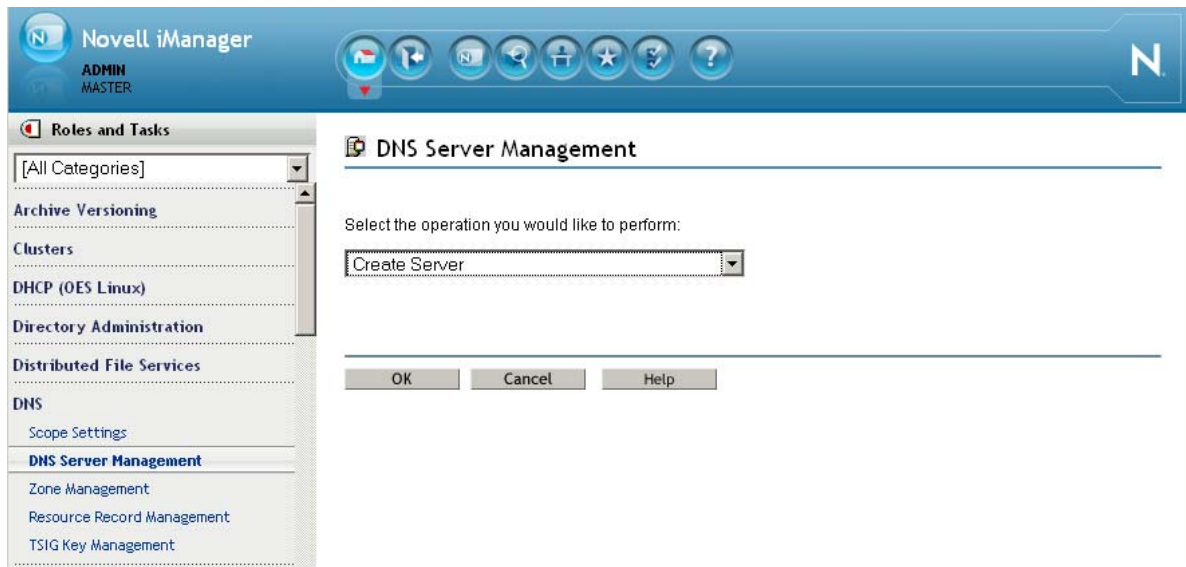 Novell iManager
ADMIN
MASTER
N
N
?
N
Roles and Tasks
[All Categories]
Archive Versioning
Clusters
DHCP (OES Linux)
Directory Administration
Distributed File Services
DNS
Scope Settings
DNS Server Management
Zone Management
Resource Record Management
TSIG Key Management
DNS Server Management
Select the operation you would like to perform:
Create Server
OK Cancel Help